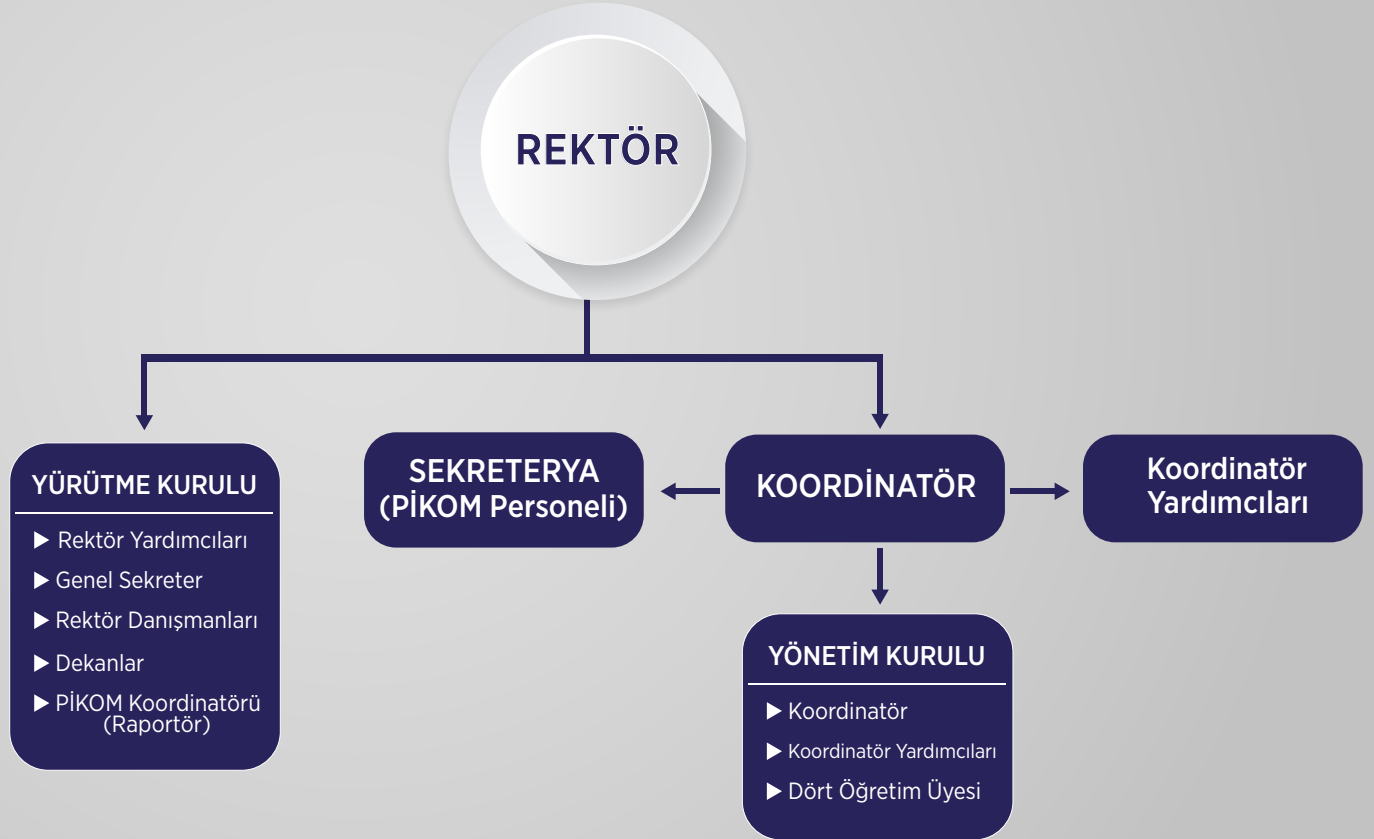 REKTÖR
YÜRÜTME KURULU
▶ Rektör Yardımcıları
▶ Genel Sekreter
▶ Rektör Danışmanları
▶ Dekanlar
▶ PİKOM Koordinatörü
(Raportör)
SEKRETERYA
(PİKOM Personeli)
KOORDİNATÖR
Koordinatör
Yardımcıları
YÖNETİM KURULU
▶ Koordinatör
▶ Koordinatör Yardımcıları
▶ Dört Öğretim Üyesi